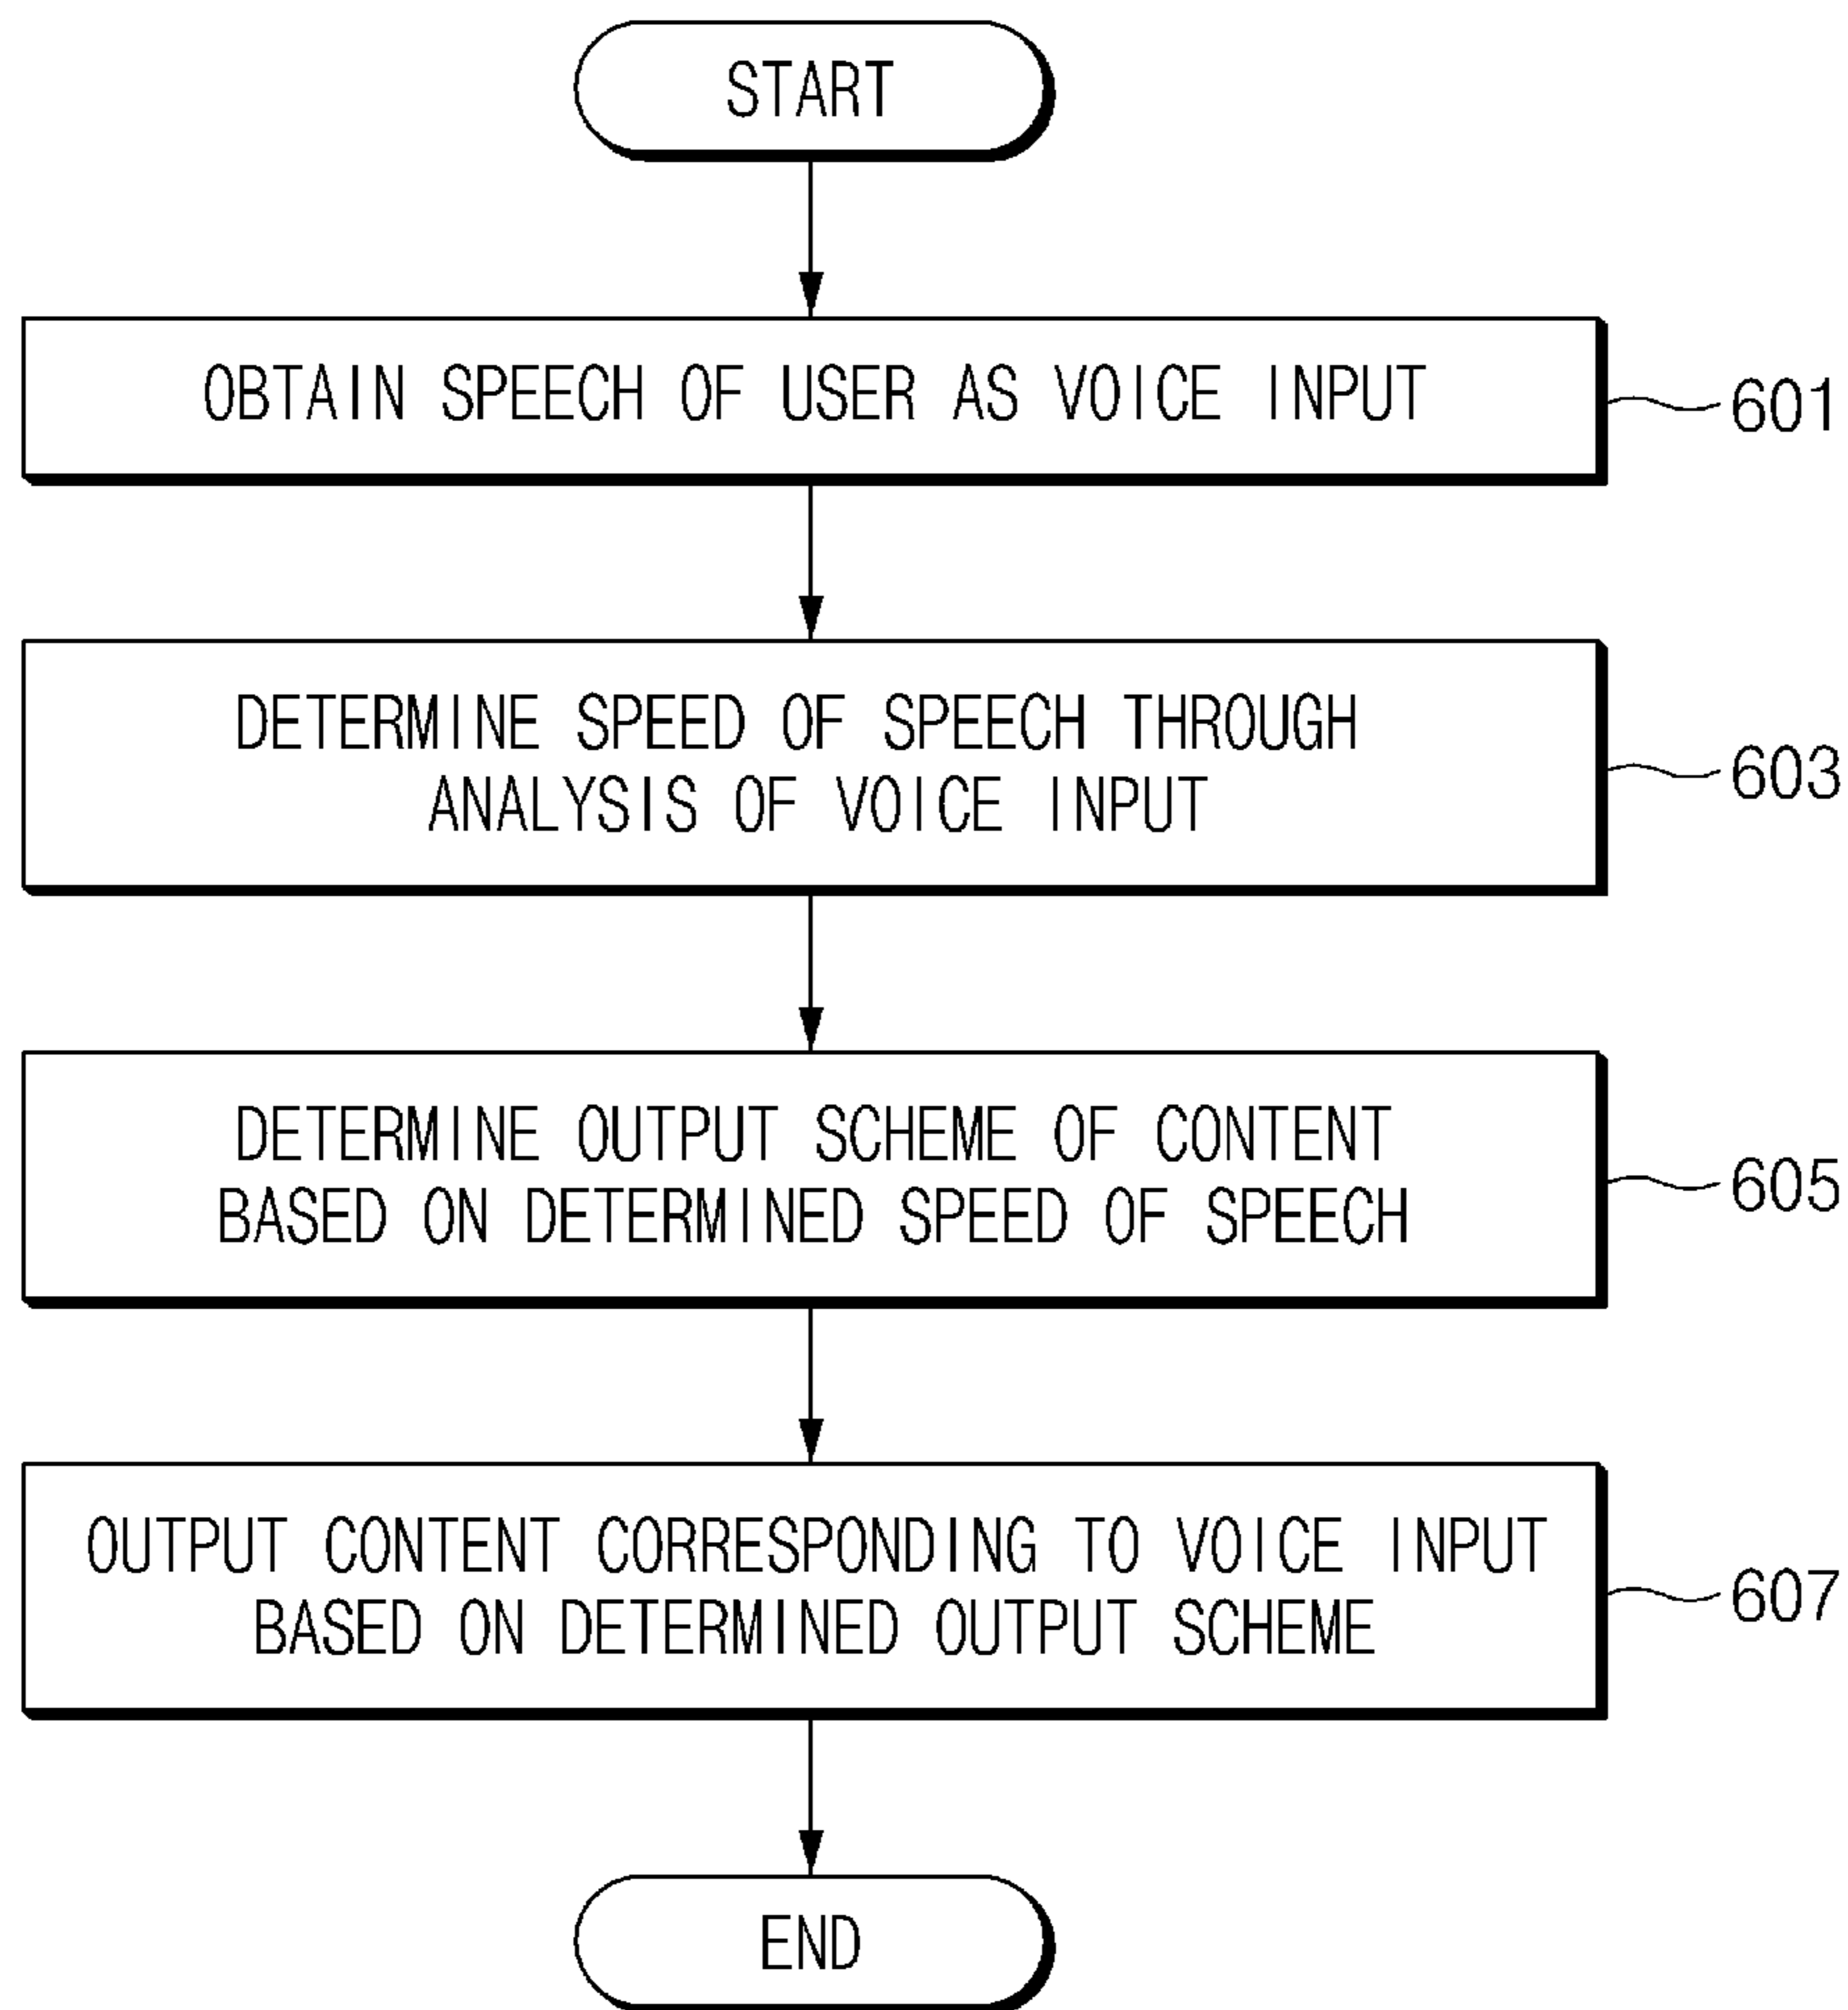 START
OBTAIN SPEECH OF USER AS VOICE INPUT
601
DETERMINE SPEED OF SPEECH THROUGH
ANALYSIS OF VOICE INPUT
603
DETERMINE OUTPUT SCHEME OF CONTENT
BASED ON DETERMINED SPEED OF SPEECH
605
OUTPUT CONTENT CORRESPONDING TO VOICE INPUT
BASED ON DETERMINED OUTPUT SCHEME
607
END